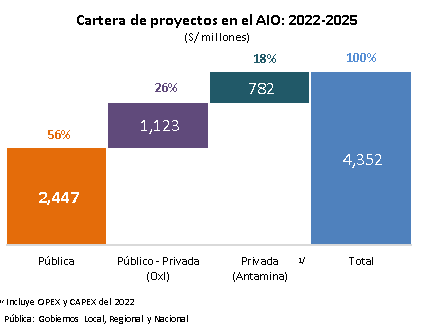 Cartera de proyectos en el AIO: 2022-2025
(S/ millones)
18%
100%
26%
782
1,123
56%
4,352
2,447
Pública
Público - Privada
(OxI)
Privada 1/
(Antamina)
Total
1/ Incluye OPEX y CAPEX del 2022
Pública: Gobiernos Local, Regional y Nacional